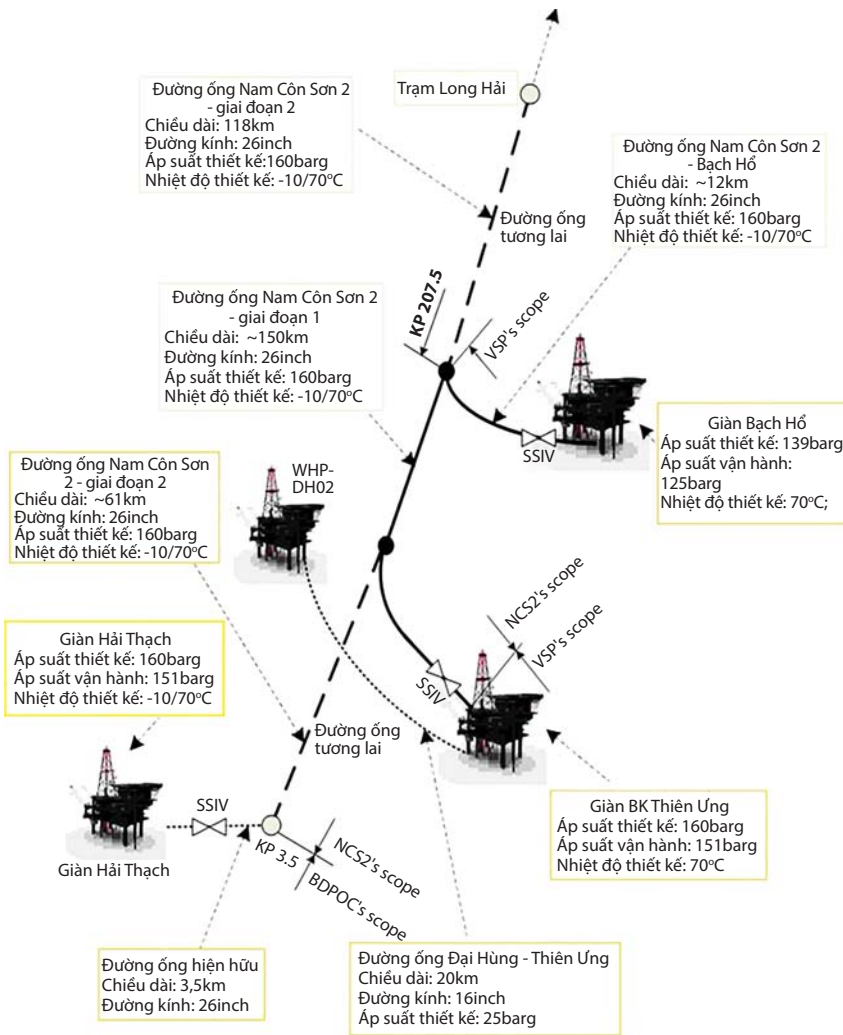 Trạm Long Hải
Đường ống Nam Côn Sơn 2
- giai đoạn 2
Chiều dài: 118km
Đường kính: 26inch
Áp suất thiết kế:160barg
Nhiệt độ thiết kế: -10/70°C
Đường ống Nam Côn Sơn 2
- Bạch Hổ
Chiều dài: ~12km
Đường kính: 26inch
Áp suất thiết kế: 160barg
Nhiệt độ thiết kế: -10/70°C
Đường ống
tương lai
KP 207.5
VSP's scope
Đường ống Nam Côn Sơn 2
- giai đoạn 1
Chiều dài: ~150km
Đường kính: 26inch
Áp suất thiết kế: 160barg
Nhiệt độ thiết kế: -10/70°C
SSIV
Giàn Bạch Hổ
Áp suất thiết kế: 139barg
Áp suất vận hành:
125barg
Nhiệt độ thiết kế: 70°C;
Đường ống Nam Côn Sơn
2 - giai đoạn 2
Chiều dài: ~61km
Đường kính: 26inch
Áp suất thiết kế: 160barg
Nhiệt độ thiết kế: -10/70°C
WHP-
DH02
NCS2's scope
VSP's scope
SSIV
Giàn Hải Thạch
Áp suất thiết kế: 160barg
Áp suất vận hành: 151barg
Nhiệt độ thiết kế: -10/70°C
Đường ống
tương lai
SSIV
Giàn Hải Thạch
KP 3.5
NCS2's scope
BDPOC's scope
Giàn BK Thiên Ưng
Áp suất thiết kế: 160barg
Áp suất vận hành: 151barg
Nhiệt độ thiết kế: 70°C
Đường ống hiện hữu
Chiều dài: 3,5km
Đường kính: 26inch
Đường ống Đại Hùng - Thiên Ưng
Chiều dài: 20km
Đường kính: 16inch
Áp suất thiết kế: 25barg